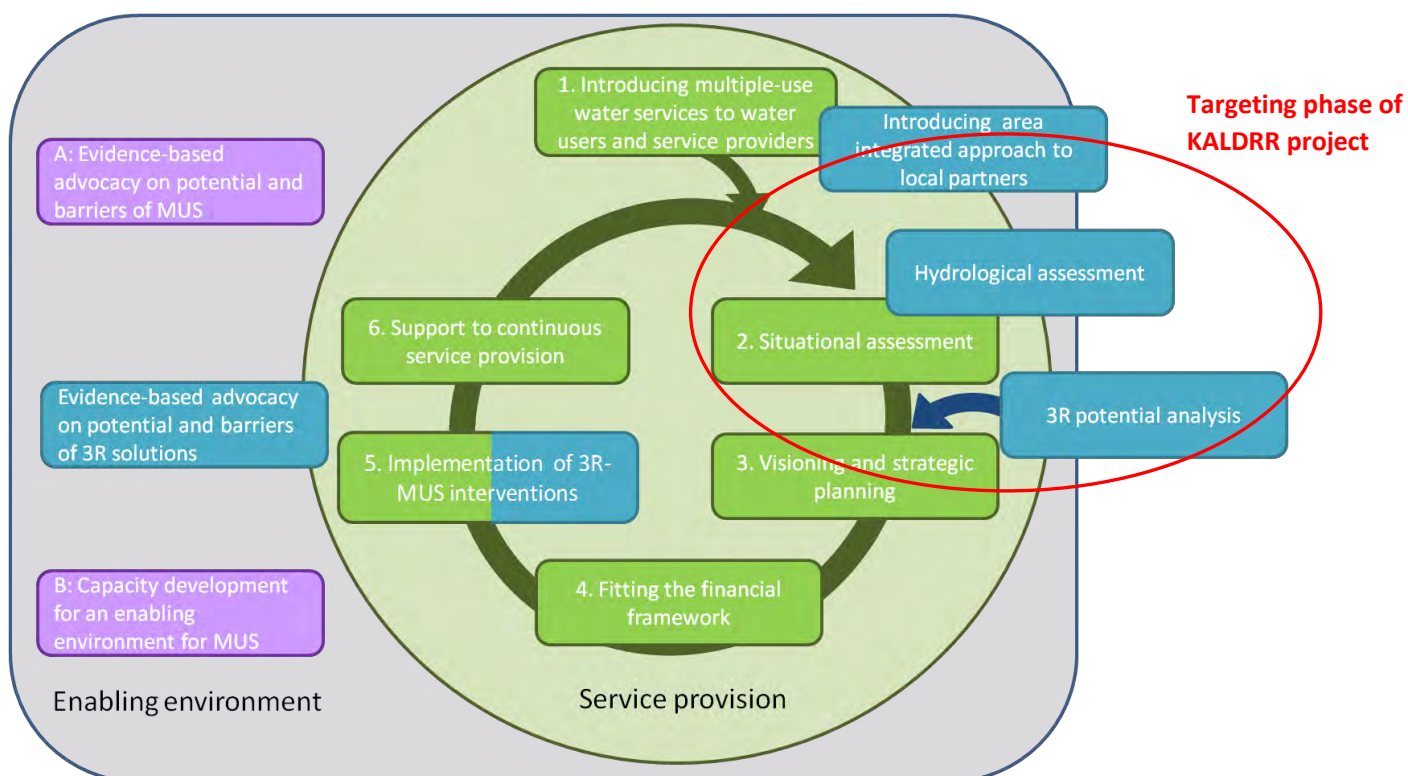 1. Introducing multiple-use
water services to water
users and service providers
Introducing area
integrated approach to
local partners
Targeting phase of
KALDRR project
A: Evidence-based
advocacy on potential and
barriers of MUS
Hydrological assessment
6. Support to continuous
service provision
2. Situational assessment
Evidence-based advocacy
on potential and barriers
of 3R solutions
3R potential analysis
5. Implementation of 3R-
MUS interventions
3. Visioning and strategic
planning
B: Capacity development
for an enabling
environment for MUS
4. Fitting the financial
framework
Enabling environment
Service provision